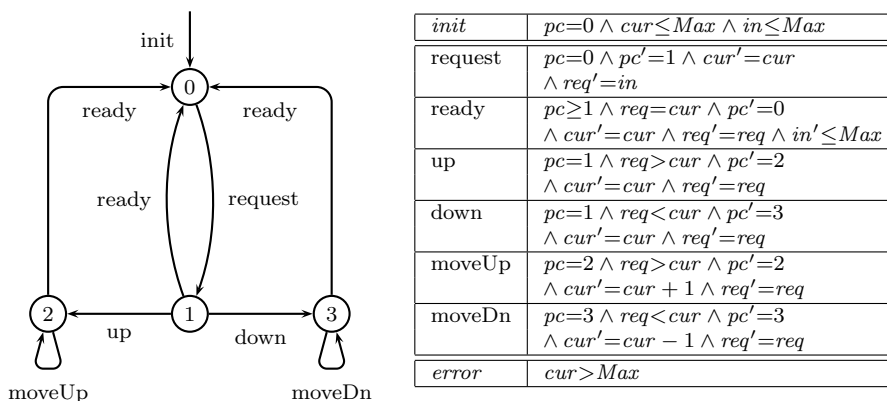 init
0
ready
ready
ready
request
2
1
3
up
down
moveUp
moveDn
init pc=0 ∧ cur≤Max ∧ in≤Max
request pc=0 ∧ pc′=1 ∧ cur′=cur
∧ req′=in
ready pc≥1 ∧ req=cur ∧ pc′=0
∧ cur′=cur ∧ req′=req ∧ in′≤Max
up pc=1 ∧ req>cur ∧ pc′=2
∧ cur′=cur ∧ req′=req
down pc=1 ∧ req<cur ∧ pc′=3
∧ cur′=cur ∧ req′=req
moveUp pc=2 ∧ req>cur ∧ pc′=2
∧ cur′=cur + 1 ∧ req′=req
moveDn pc=3 ∧ req<cur ∧ pc′=3
∧ cur′=cur − 1 ∧ req′=req
error cur>Max